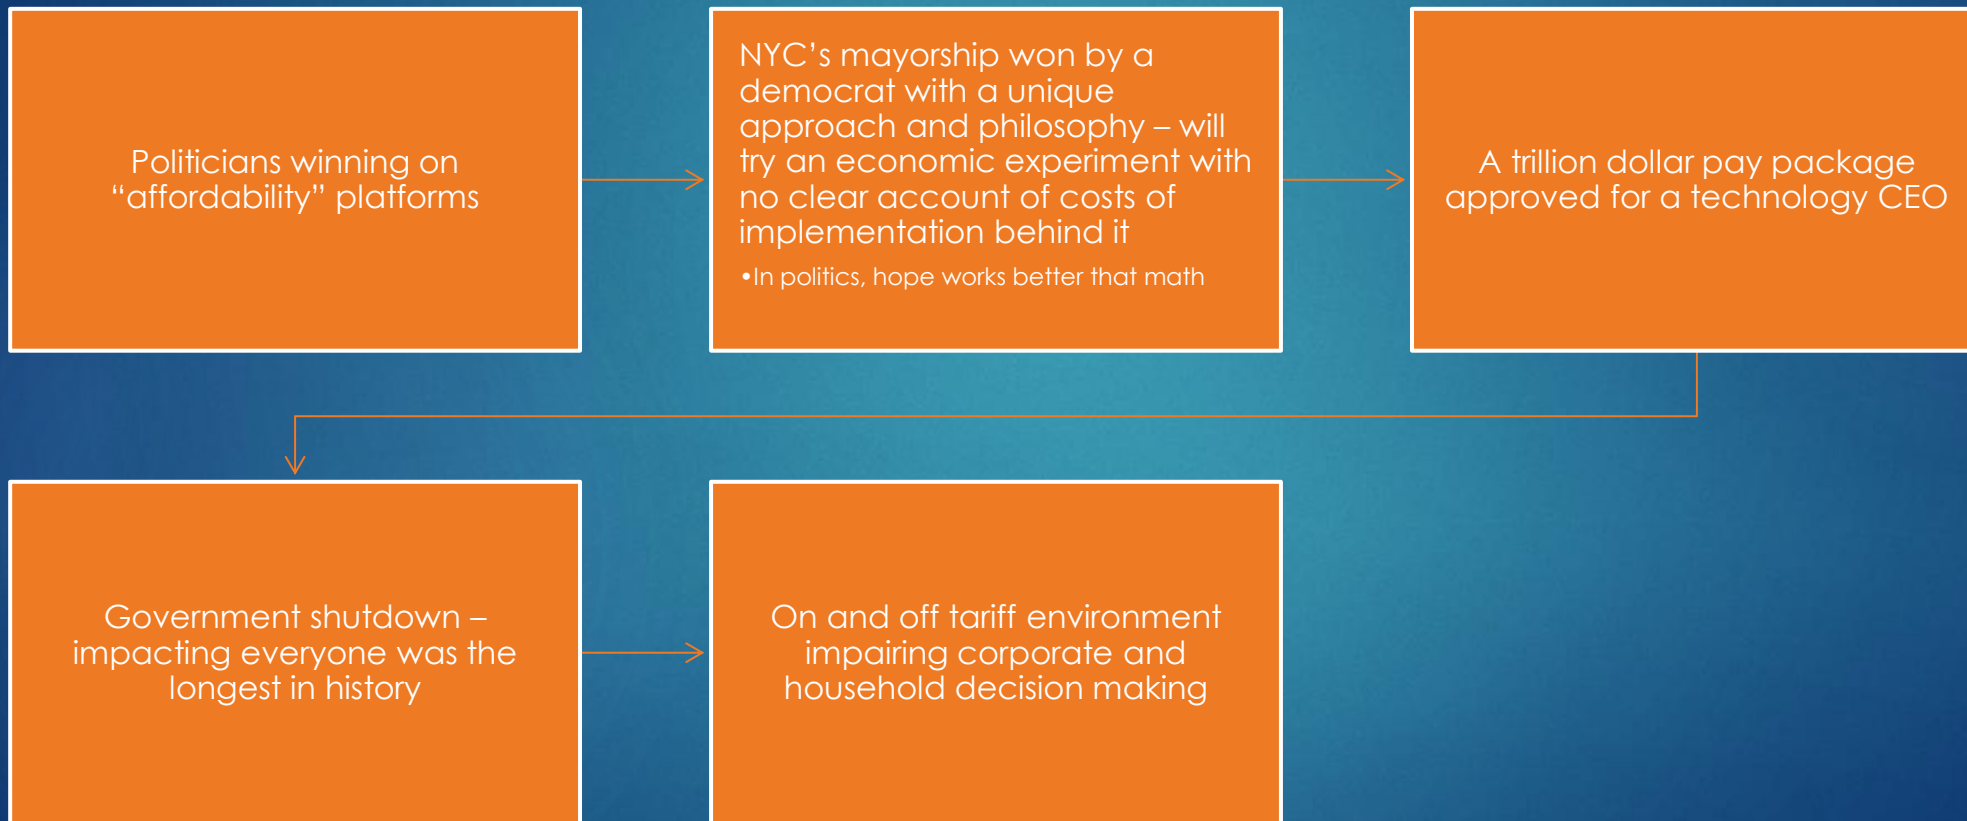 Politicians winning on
“affordability” platforms
NYC’s mayorship won by a
democrat with a unique
approach and philosophy – will
try an economic experiment with
no clear account of costs of
implementation behind it
•In politics, hope works better that math
A trillion dollar pay package
approved for a technology CEO
Government shutdown –
impacting everyone was the
longest in history
On and off tariff environment
impairing corporate and
household decision making